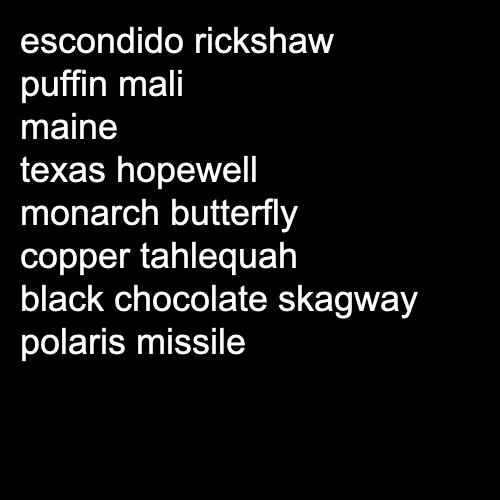 escondido rickshaw
puffin mali
maine
texas hopewell
monarch butterfly
copper tahlequah
black chocolate skagway
polaris missile